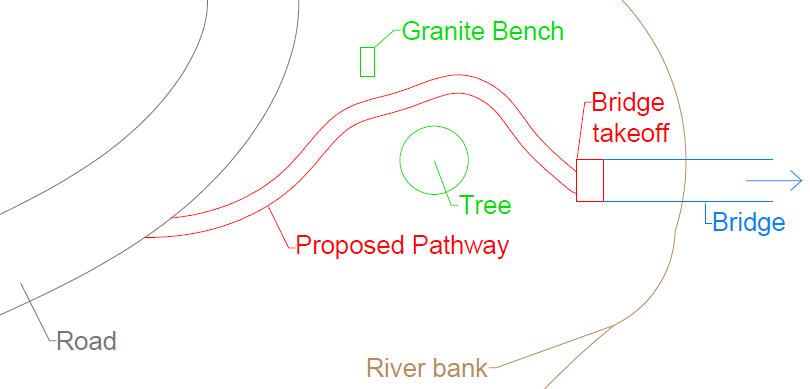 Granite Bench
Bridge
takeoff
Tree
Bridge
Proposed Pathway
Road
River bank